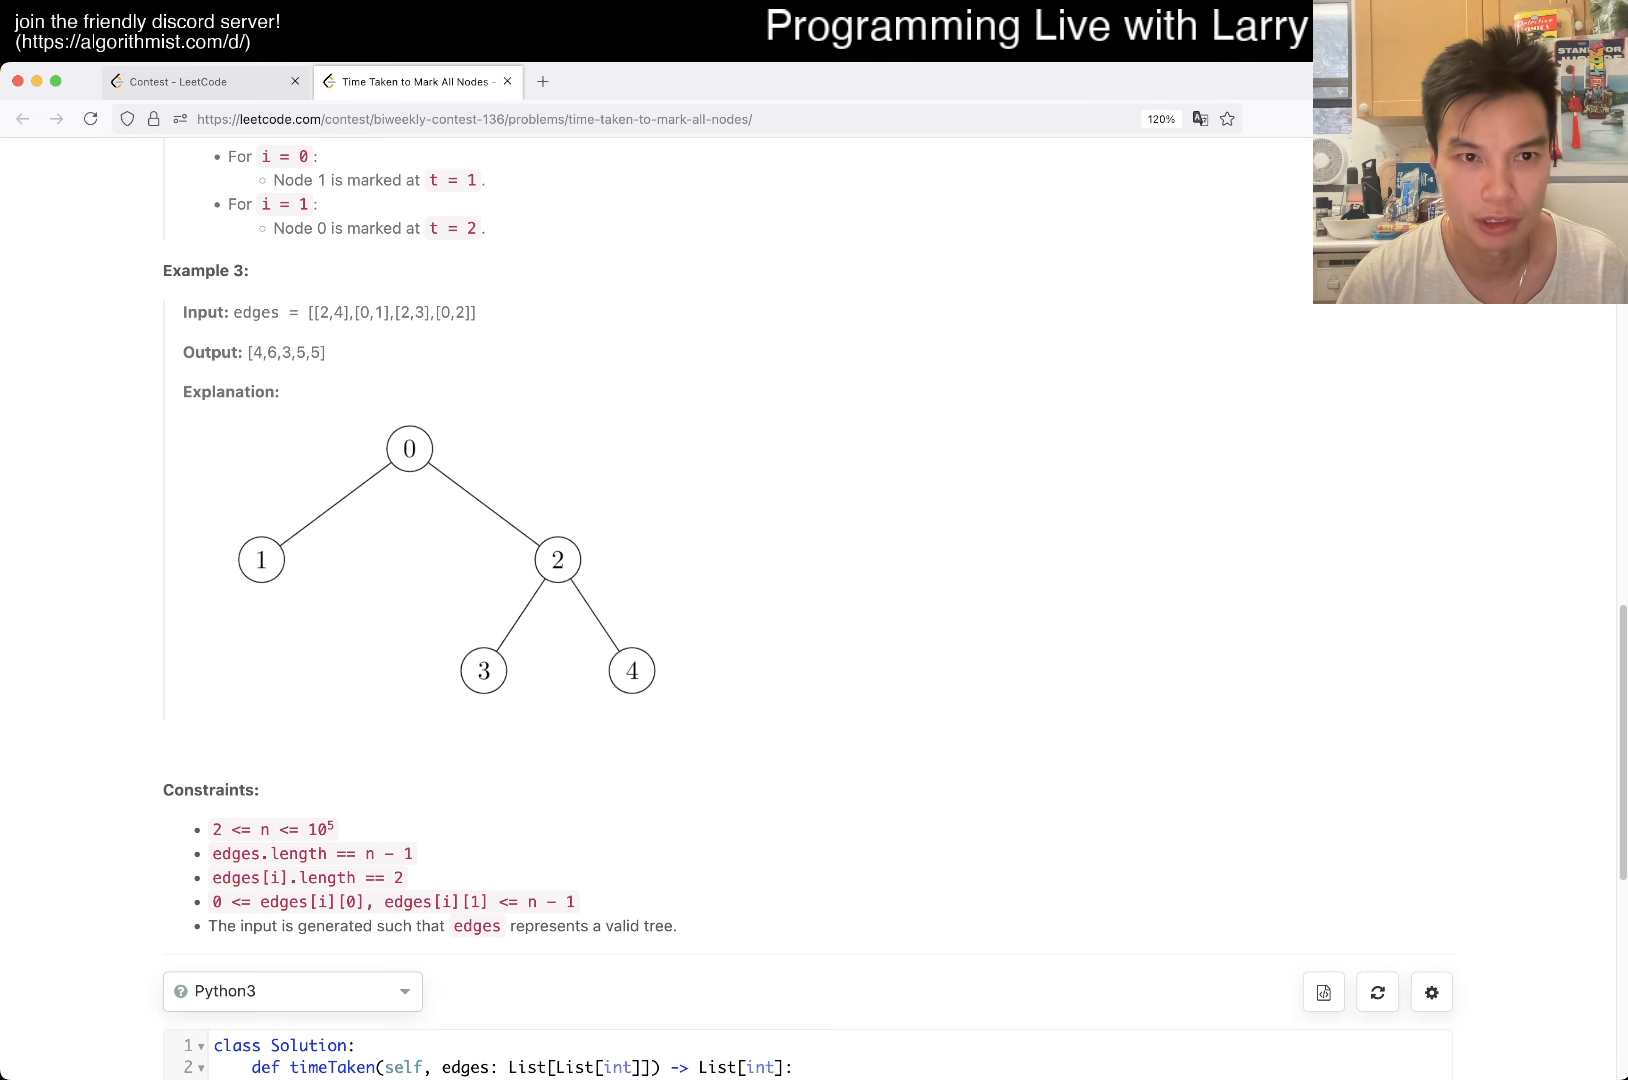 join the friendly discord server!
(https://algorithmist.com/d/)
Programming Live with Larry
Contest - LeetCode
Time Taken to Mark All Nodes -
https://leetcode.com/contest/biweekly-contest-136/problems/time-taken-to-mark-all-nodes/
120%
• For i = 0 :
◦ Node 1 is marked at t = 1 .
• For i = 1 :
◦ Node 0 is marked at t = 2 .
Example 3:
Input: edges = [[2,4],[0,1],[2,3],[0,2]]
Output: [4,6,3,5,5]
Explanation:
0
1
2
3
4
Constraints:
• 2 <= n <= 10⁵
• edges.length == n - 1
• edges[i].length == 2
• 0 <= edges[i][0], edges[i][1] <= n - 1
• The input is generated such that edges represents a valid tree.
Python3
1 class Solution:
2 def timeTaken(self, edges: List[List[int]]) -> List[int]: